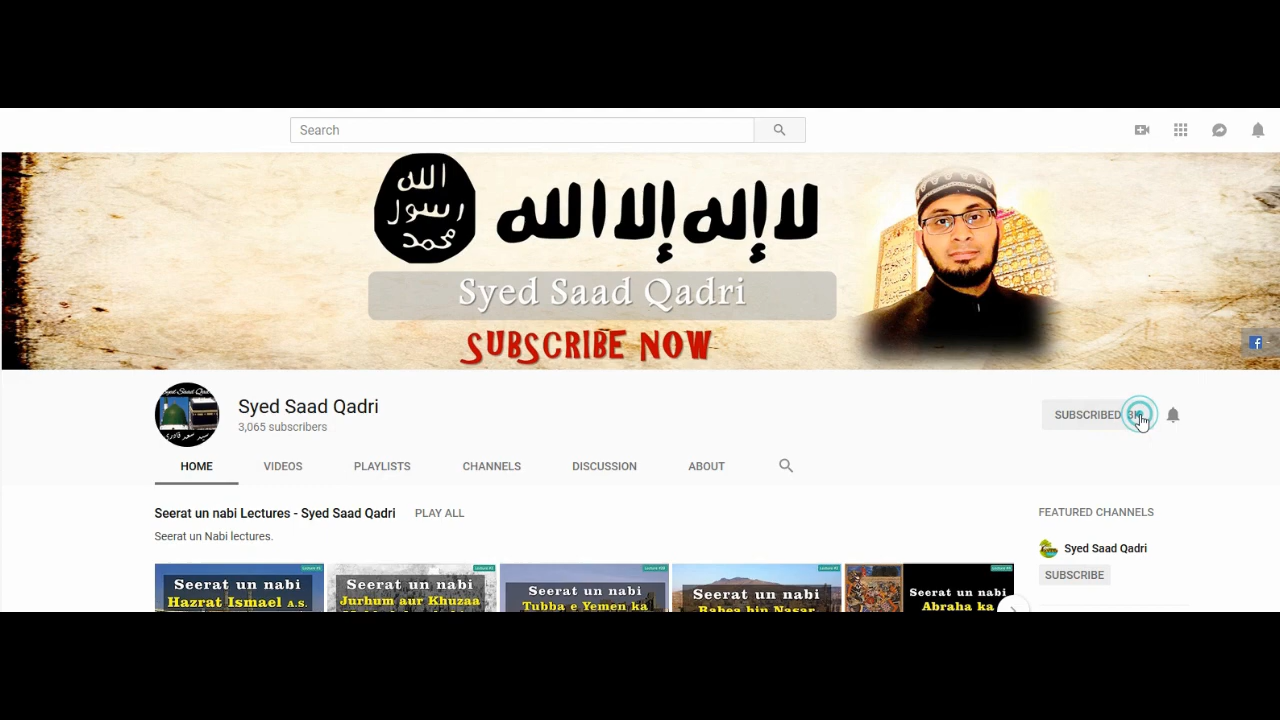 Search
الله
رسول
محمد
لا إله إلا الله
Syed Saad Qadri
SUBSCRIBE NOW
Syed Saad Qadri
3,065 subscribers
SUBSCRIBED
HOME
VIDEOS
PLAYLISTS
CHANNELS
DISCUSSION
ABOUT
Seerat un nabi Lectures - Syed Saad Qadri
PLAY ALL
FEATURED CHANNELS
Seerat un Nabi lectures.
Syed Saad Qadri
SUBSCRIBE
Seerat un nabi
Hazrat Ismael A.S.
Seerat un nabi
Jurhum aur Khuzaa
Seerat un nabi
Tubba e Yemen ka
Seerat un nabi
Rabea bin Nasar
Seerat un nabi
Abraha ka